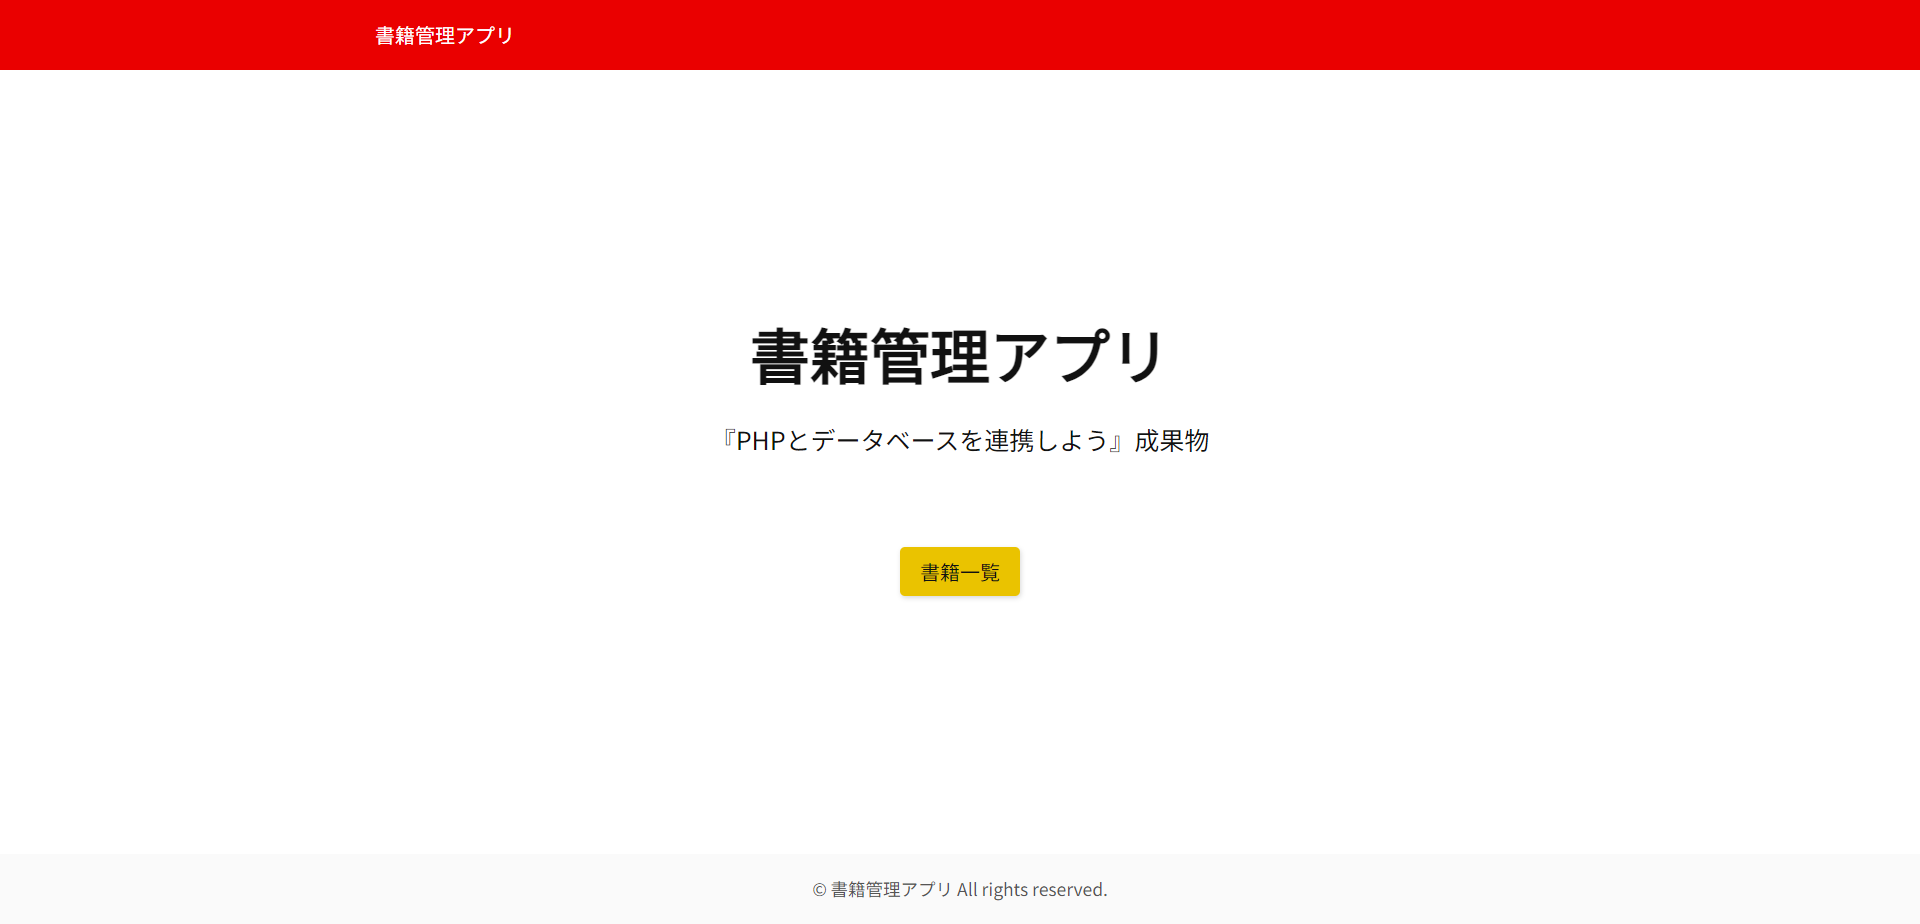 書籍管理アプリ
書籍管理アプリ
『PHPとデータベースを連携しよう』成果物
書籍一覧
© 書籍管理アプリ All rights reserved.